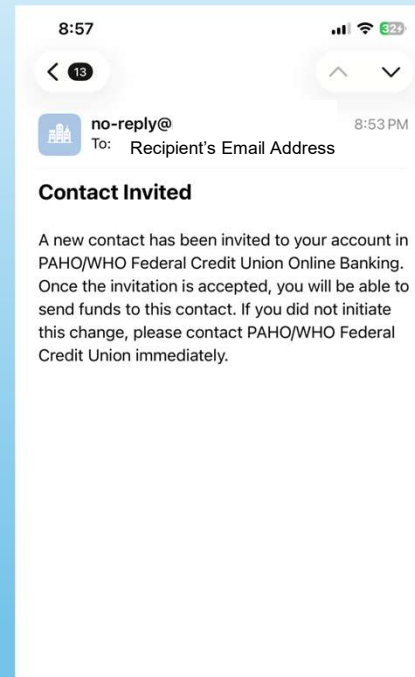 8:57
32
13
no-reply@
8:53 PM
To: Recipient's Email Address
Contact Invited
A new contact has been invited to your account in
PAHO/WHO Federal Credit Union Online Banking.
Once the invitation is accepted, you will be able to
send funds to this contact. If you did not initiate
this change, please contact PAHO/WHO Federal
Credit Union immediately.